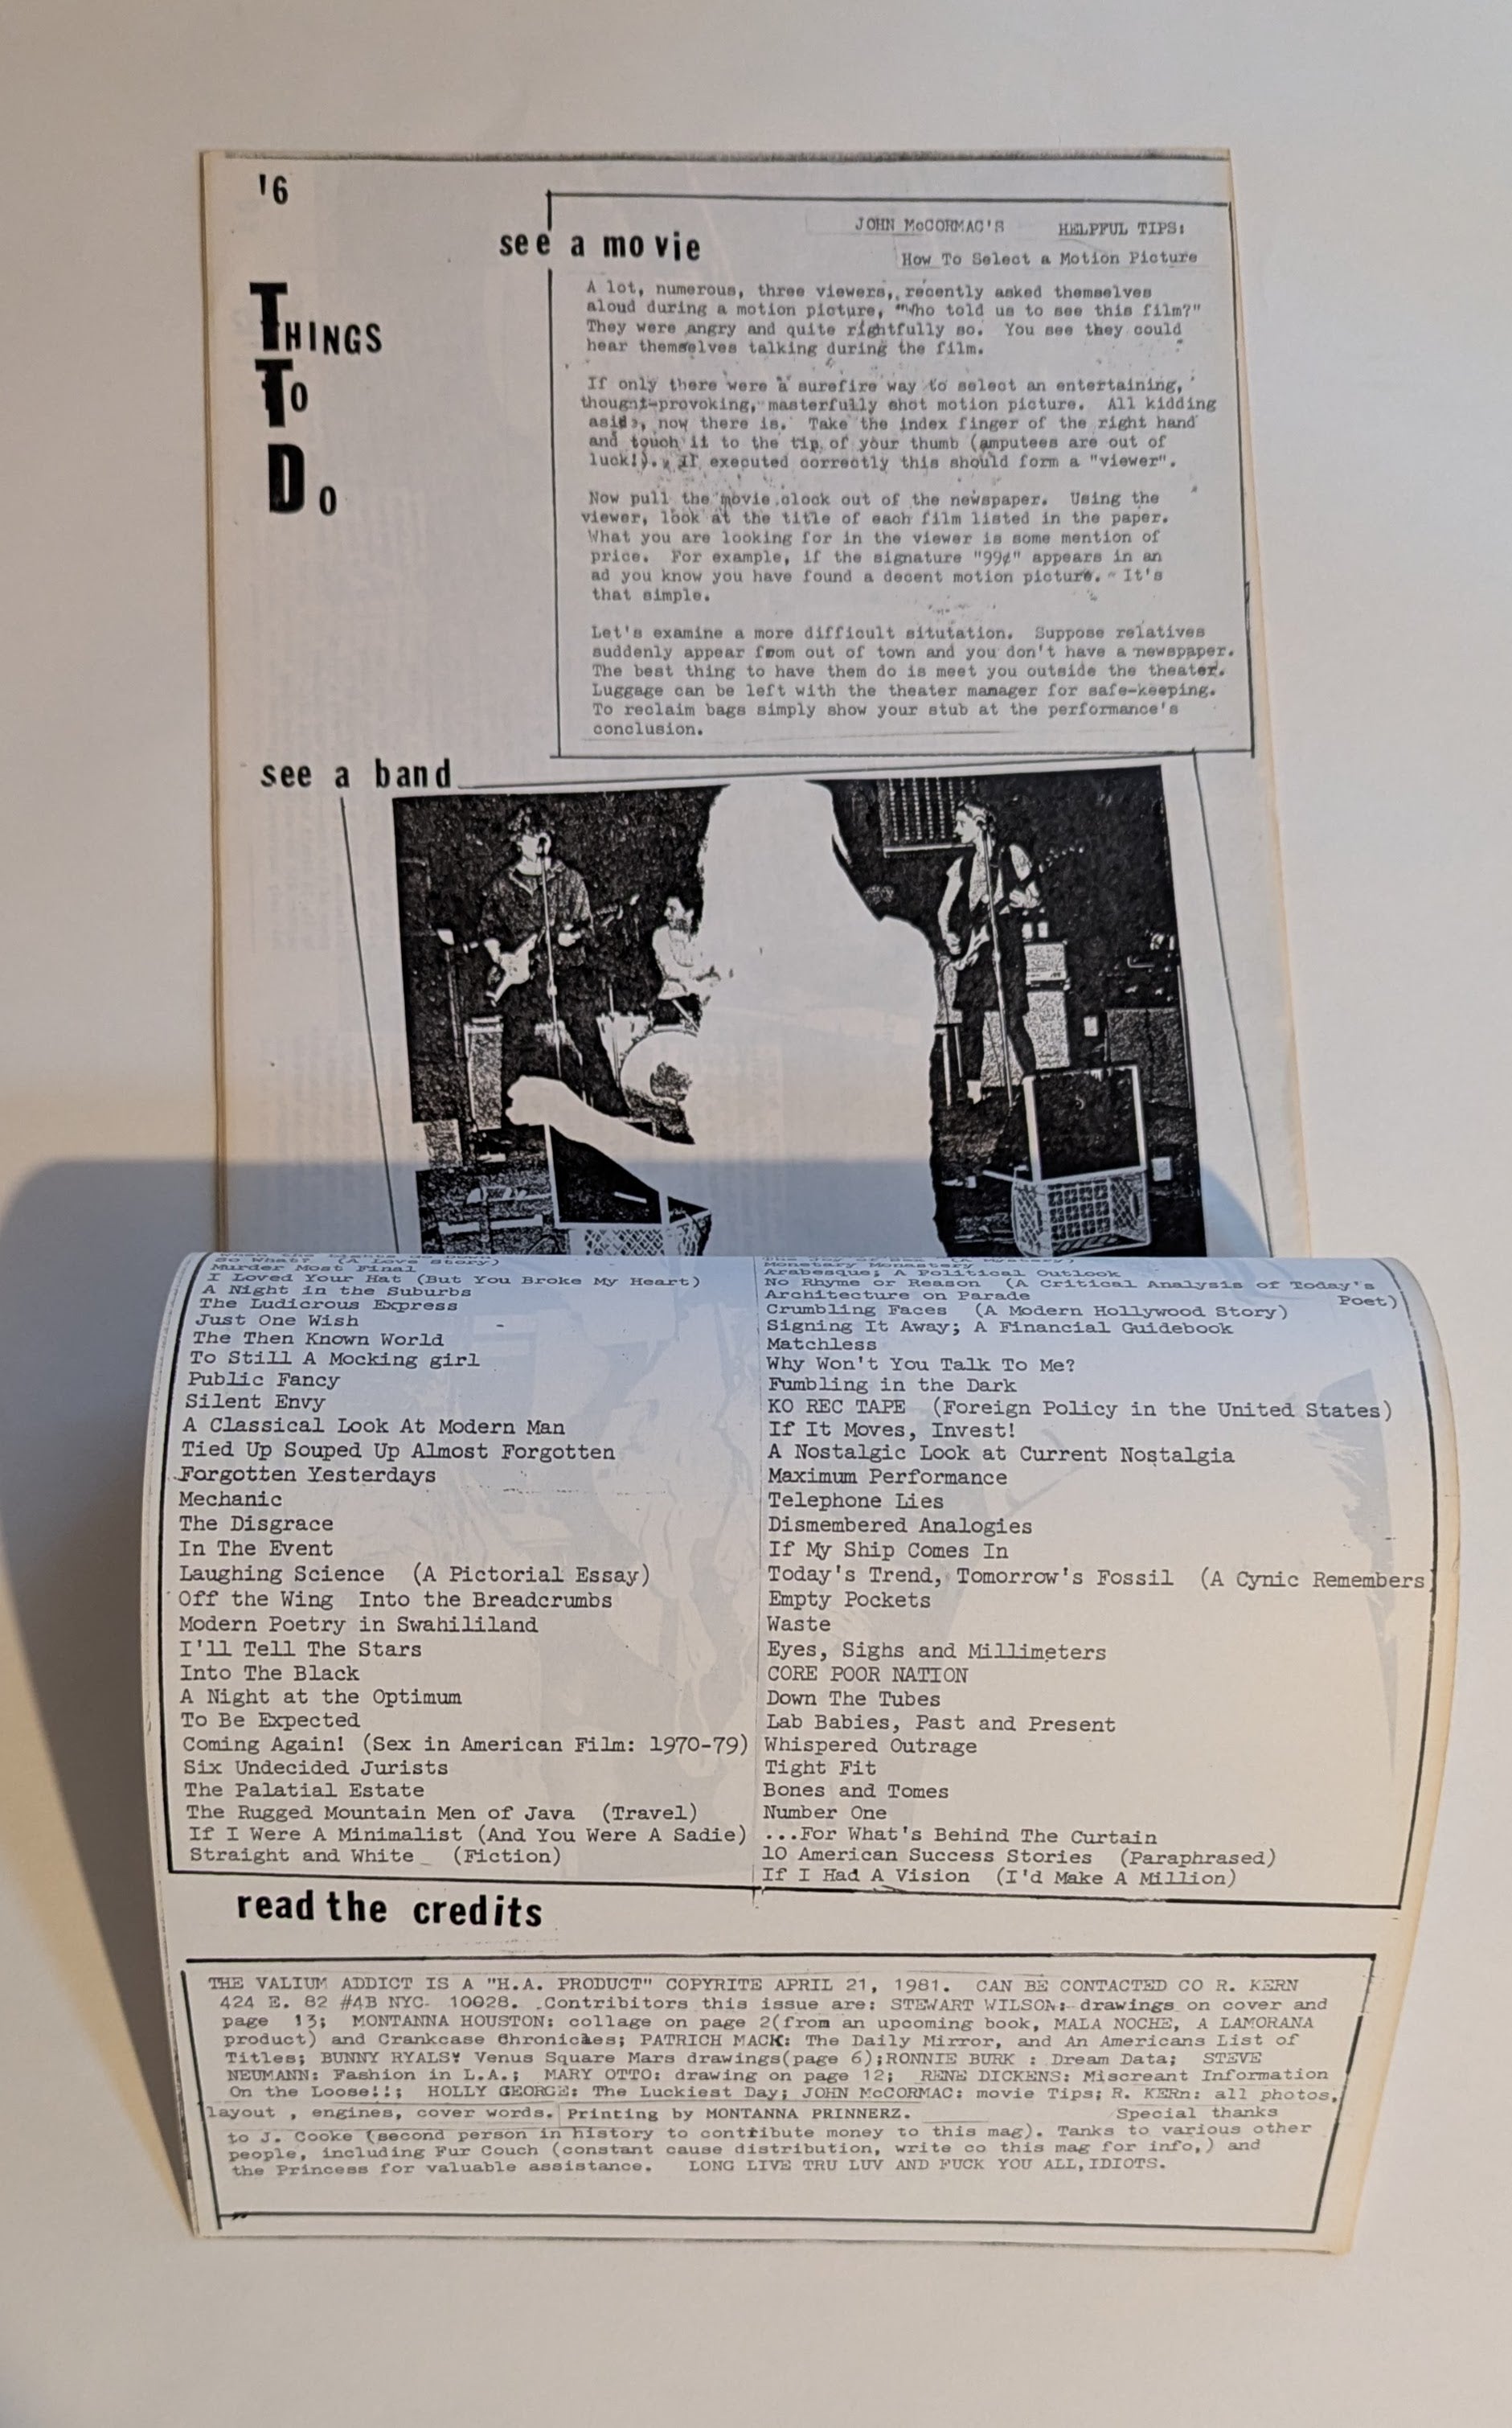 '6
THINGS
TO
DO
see a movie
JOHN McCORMAC'S HELPFUL TIPS:
How To Select a Motion Picture
A lot, numerous, three viewers, recently asked themselves
aloud during a motion picture, "Who told us to see this film?"
They were angry and quite rightfully so. You see they could
hear themselves talking during the film.
If only there were a surefire way to select an entertaining,
thought-provoking, masterfully shot motion picture. All kidding
aside, now there is. Take the index finger of the right hand
and touch it to the tip of your thumb (amputees are out of
luck!). If executed correctly this should form a "viewer".
Now pull the movie clock out of the newspaper. Using the
viewer, look at the title of each film listed in the paper.
What you are looking for in the viewer is some mention of
price. For example, if the signature "99¢" appears in an
ad you know you have found a decent motion picture. It's
that simple.
Let's examine a more difficult situtation. Suppose relatives
suddenly appear from out of town and you don't have a newspaper.
The best thing to have them do is meet you outside the theater.
Luggage can be left with the theater manager for safe-keeping.
To reclaim bags simply show your stub at the performance's
conclusion.
see a band
So What? (A Love Story)
Murder Most Final
I Loved Your Hat (But You Broke My Heart)
A Night in the Suburbs
The Ludicrous Express
Just One Wish
The Then Known World
To Still A Mocking girl
Public Fancy
Silent Envy
A Classical Look At Modern Man
Tied Up Souped Up Almost Forgotten
Forgotten Yesterdays
Mechanic
The Disgrace
In The Event
Laughing Science (A Pictorial Essay)
Off the Wing Into the Breadcrumbs
Modern Poetry in Swahililand
I'll Tell The Stars
Into The Black
A Night at the Optimum
To Be Expected
Coming Again! (Sex in American Film: 1970-79)
Six Undecided Jurists
The Palatial Estate
The Rugged Mountain Men of Java (Travel)
If I Were A Minimalist (And You Were A Sadie)
Straight and White (Fiction)
Monetary Monastery
Arabesque; A Political Outlook
No Rhyme or Reason (A Critical Analysis of Today's
Poet)
Architecture on Parade
Crumbling Faces (A Modern Hollywood Story)
Signing It Away; A Financial Guidebook
Matchless
Why Won't You Talk To Me?
Fumbling in the Dark
KO REC TAPE (Foreign Policy in the United States)
If It Moves, Invest!
A Nostalgic Look at Current Nostalgia
Maximum Performance
Telephone Lies
Dismembered Analogies
If My Ship Comes In
Today's Trend, Tomorrow's Fossil (A Cynic Remembers
Empty Pockets
Waste
Eyes, Sighs and Millimeters
CORE POOR NATION
Down The Tubes
Lab Babies, Past and Present
Whispered Outrage
Tight Fit
Bones and Tomes
Number One
...For What's Behind The Curtain
10 American Success Stories (Paraphrased)
If I Had A Vision (I'd Make A Million)
read the credits
THE VALIUM ADDICT IS A "H.A. PRODUCT" COPYRITE APRIL 21, 1981. CAN BE CONTACTED CO R. KERN
424 E. 82 #4B NYC 10028. Contribitors this issue are: STEWART WILSON: drawings on cover and
page 13; MONTANNA HOUSTON: collage on page 2(from an upcoming book, MALA NOCHE, A LAMORANA
product) and Crankcase Chronicles; PATRICH MACK: The Daily Mirror, and An Americans List of
Titles; BUNNY RYALS: Venus Square Mars drawings(page 6);RONNIE BURK : Dream Data; STEVE
NEUMANN: Fashion in L.A.; MARY OTTO: drawing on page 12; RENE DICKENS: Miscreant Information
On the Loose!!; HOLLY GEORGE: The Luckiest Day; JOHN McCORMAC: movie Tips; R. KERn: all photos,
layout , engines, cover words. Printing by MONTANNA PRINNERZ. Special thanks
to J. Cooke (second person in history to contribute money to this mag). Tanks to various other
people, including Fur Couch (constant cause distribution, write co this mag for info,) and
the Princess for valuable assistance. LONG LIVE TRU LUV AND FUCK YOU ALL,IDIOTS.